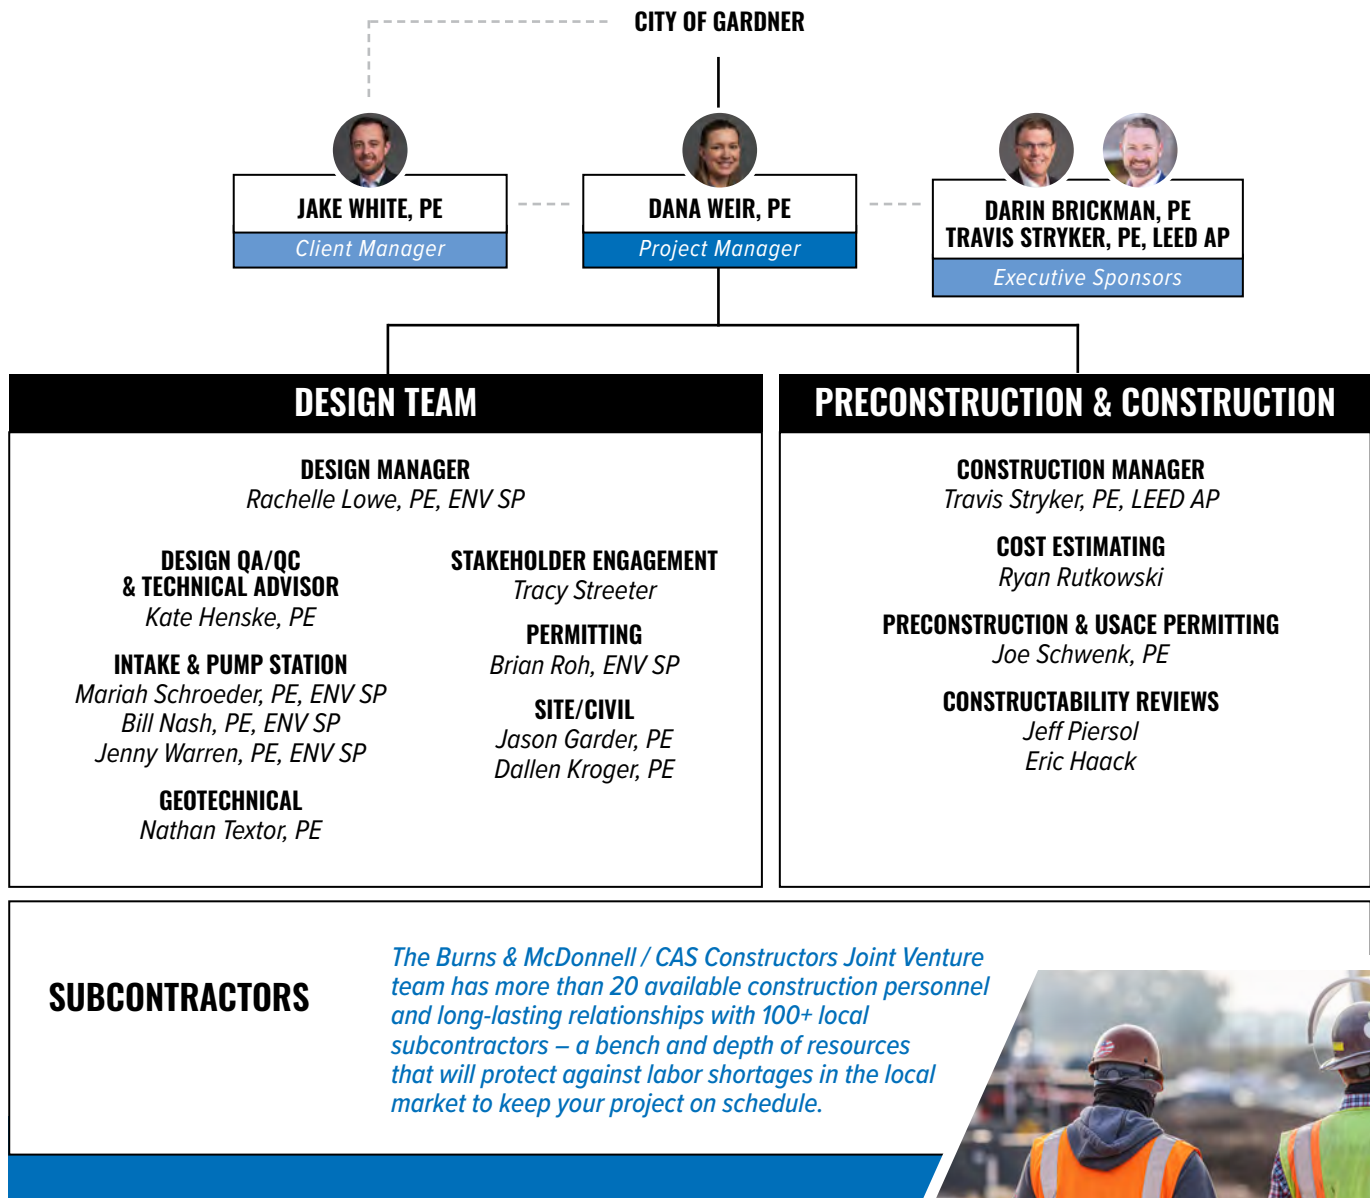 CITY OF GARDNER
JAKE WHITE, PE
Client Manager
DANA WEIR, PE
Project Manager
DARIN BRICKMAN, PE
TRAVIS STRYKER, PE, LEED AP
Executive Sponsors
DESIGN TEAM
DESIGN MANAGER
Rachelle Lowe, PE, ENV SP
DESIGN QA/QC
& TECHNICAL ADVISOR
Kate Henske, PE
INTAKE & PUMP STATION
Mariah Schroeder, PE, ENV SP
Bill Nash, PE, ENV SP
Jenny Warren, PE, ENV SP
GEOTECHNICAL
Nathan Textor, PE
STAKEHOLDER ENGAGEMENT
Tracy Streeter
PERMITTING
Brian Roh, ENV SP
SITE/CIVIL
Jason Garder, PE
Dallen Kroger, PE
PRECONSTRUCTION & CONSTRUCTION
CONSTRUCTION MANAGER
Travis Stryker, PE, LEED AP
COST ESTIMATING
Ryan Rutkowski
PRECONSTRUCTION & USACE PERMITTING
Joe Schwenk, PE
CONSTRUCTABILITY REVIEWS
Jeff Piersol
Eric Haack
SUBCONTRACTORS
The Burns & McDonnell / CAS Constructors Joint Venture
team has more than 20 available construction personnel
and long-lasting relationships with 100+ local
subcontractors – a bench and depth of resources
that will protect against labor shortages in the local
market to keep your project on schedule.